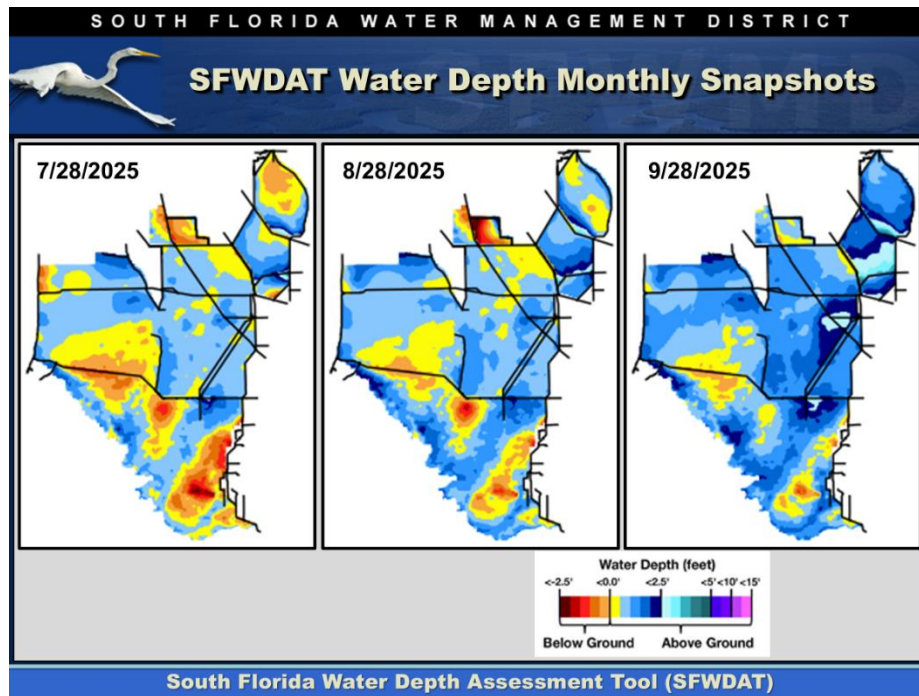 SOUTH FLORIDA WATER MANAGEMENT DISTRICT
SFWDAT Water Depth Monthly Snapshots
7/28/2025
8/28/2025
9/28/2025
Water Depth (feet)
<-2.5' <0.0' <2.5' <5' <10' <15'
Below Ground Above Ground
South Florida Water Depth Assessment Tool (SFWDAT)